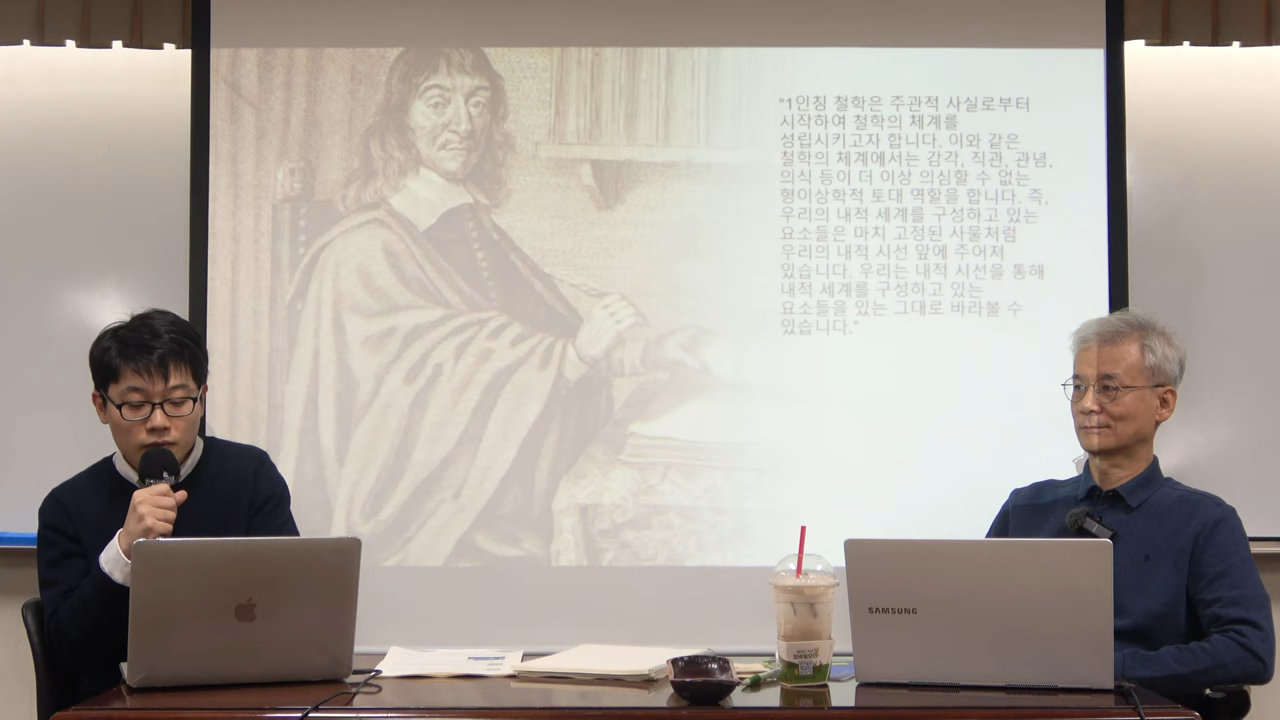 “1인칭 철학은 주관적 사실로부터
시작하여 철학의 체계를
성립시키고자 합니다. 이와 같은
철학의 체계에서는 감각, 직관, 관념,
의식 등이 더 이상 의심할 수 없는
형이상학적 토대 역할을 합니다. 즉,
우리의 내적 세계를 구성하고 있는
요소들은 마치 고정된 사물처럼
우리의 내적 시선 앞에 주어져
있습니다. 우리는 내적 시선을 통해
내적 세계를 구성하고 있는
요소들을 있는 그대로 바라볼 수
있습니다.”
SAMSUNG